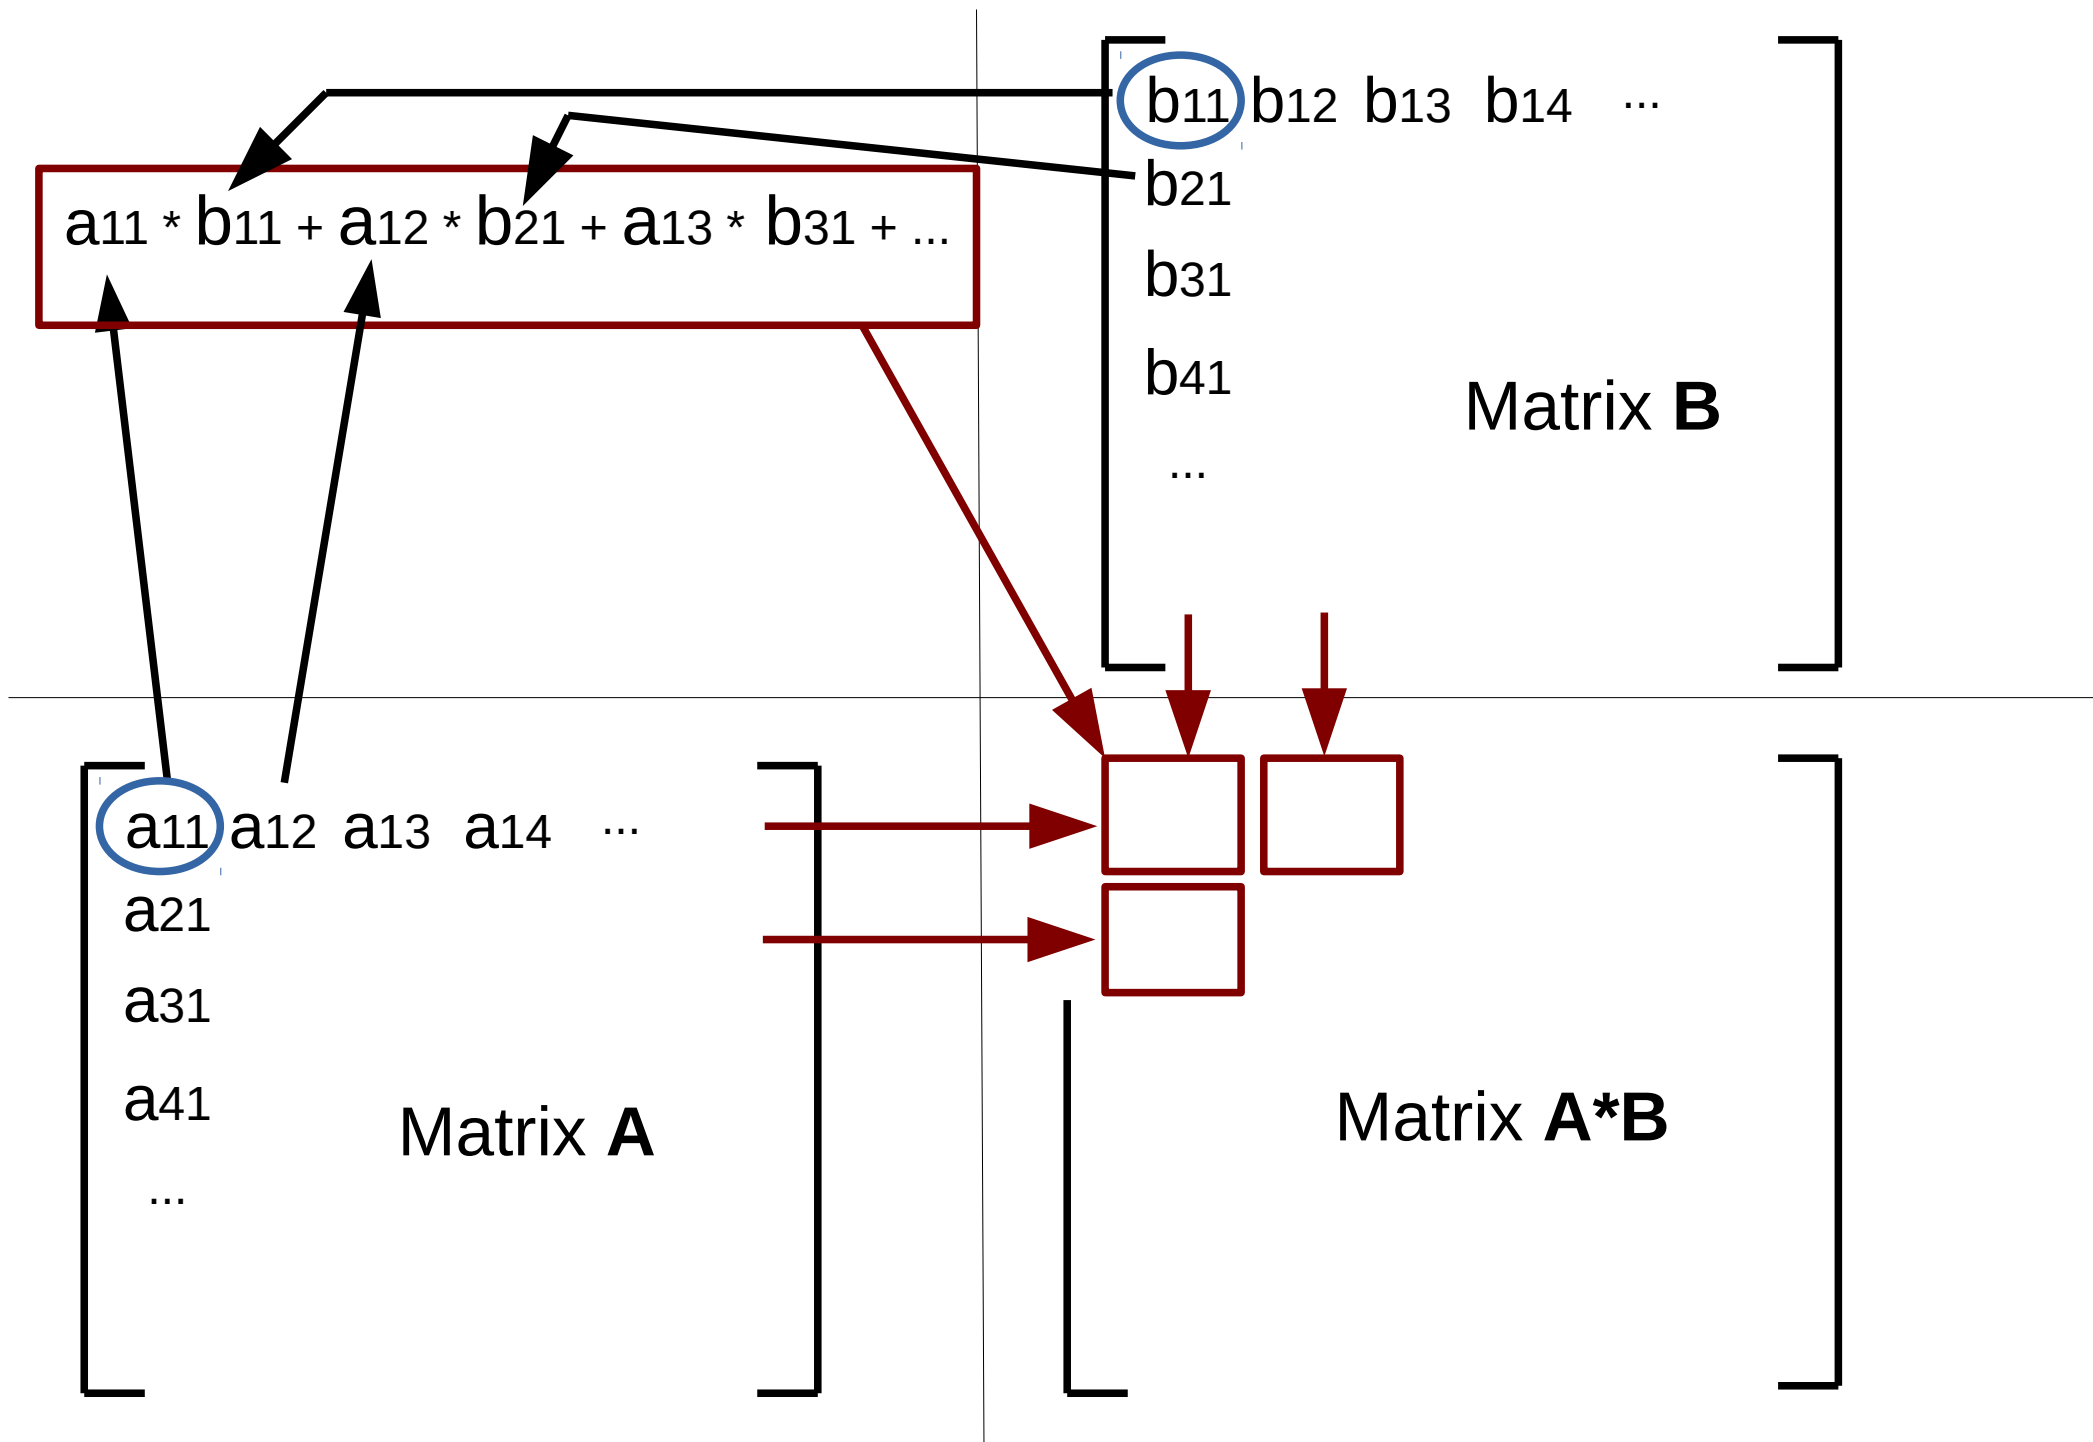 a11 * b11 + a12 * b21 + a13 * b31 + ...
b11 b12 b13 b14 ...
b21
b31
b41
...
Matrix B
a11 a12 a13 a14 ...
a21
a31
a41
...
Matrix A
Matrix A*B